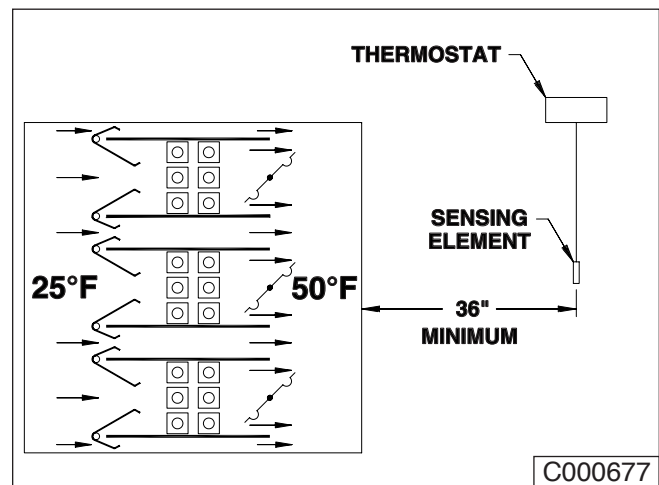 THERMOSTAT
SENSING
ELEMENT
25°F
50°F
36"
MINIMUM
C000677